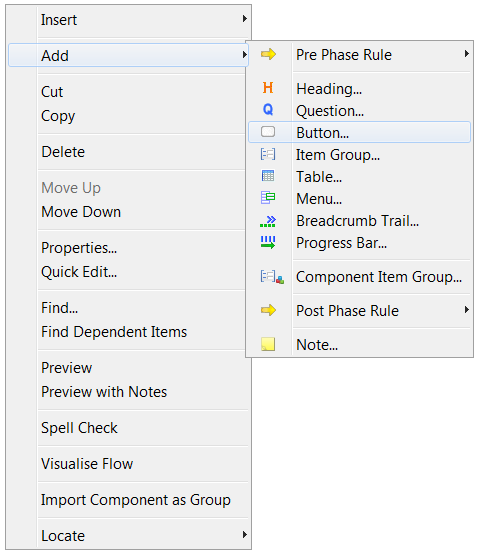 Insert
Add
Cut
Copy
Delete
Move Up
Move Down
Properties...
Quick Edit...
Find...
Find Dependent Items
Preview
Preview with Notes
Spell Check
Visualise Flow
Import Component as Group
Locate
Pre Phase Rule
H Heading...
Q Question...
Button...
Item Group...
Table...
Menu...
Breadcrumb Trail...
Progress Bar...
Component Item Group...
Post Phase Rule
Note...